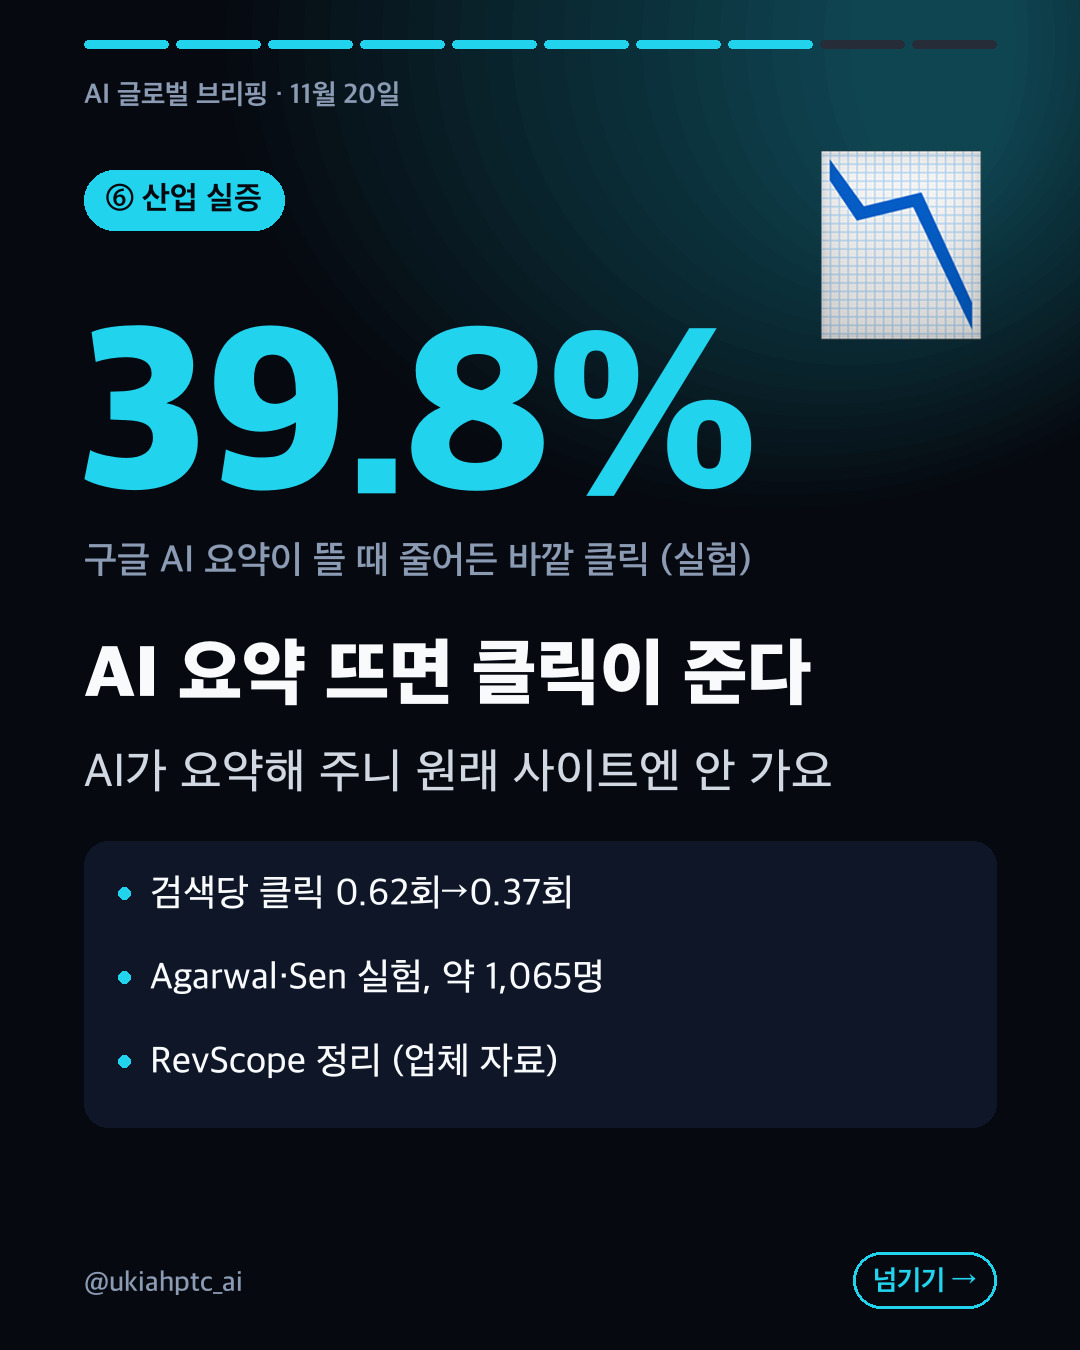 AI 글로벌 브리핑 · 11월 20일
⑥ 산업 실증
39.8%
구글 AI 요약이 뜰 때 줄어든 바깥 클릭 (실험)
AI 요약 뜨면 클릭이 준다
AI가 요약해 주니 원래 사이트엔 안 가요
• 검색당 클릭 0.62회→0.37회
• Agarwal·Sen 실험, 약 1,065명
• RevScope 정리 (업체 자료)
@ukiahptc_ai
넘기기 →